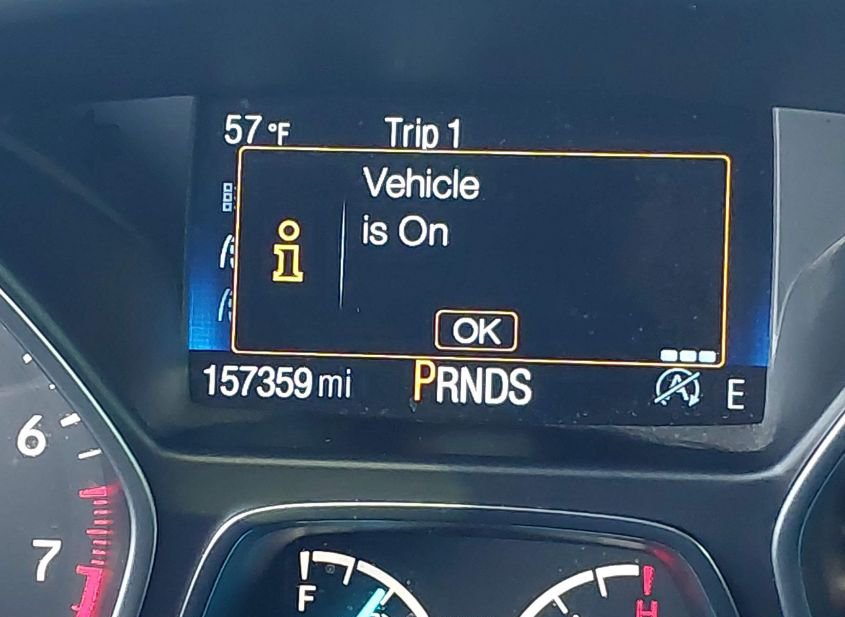 57 °F
Trip 1
Vehicle
is On
OK
157359 mi
PRNDS
A
E
6
7
F
H